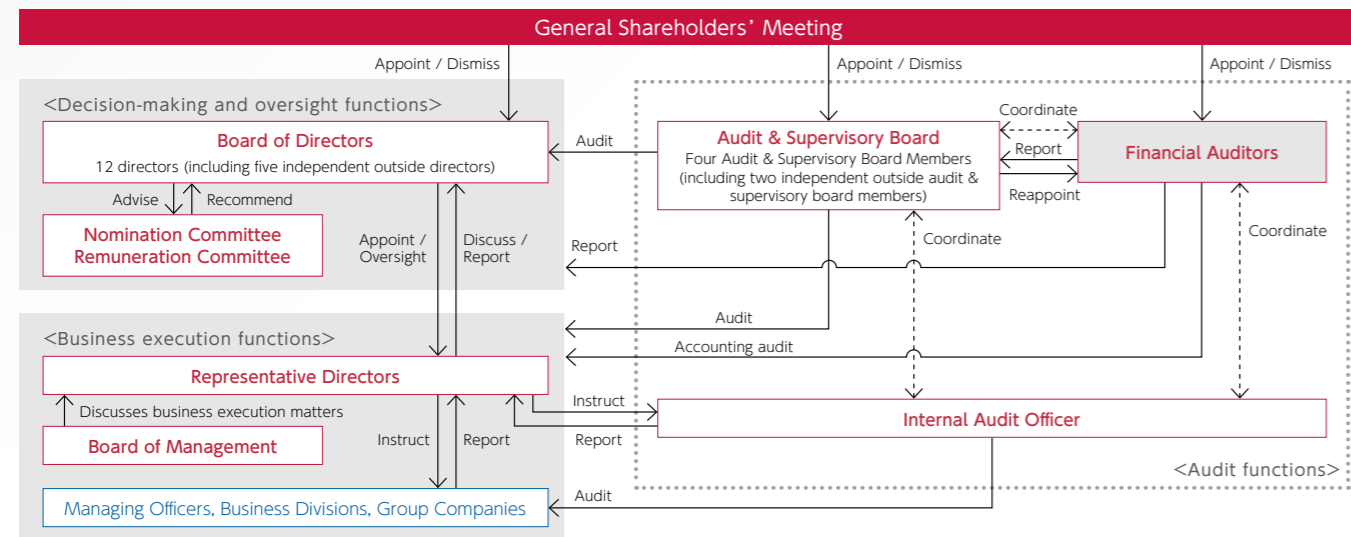 General Shareholders’ Meeting
Appoint / Dismiss
Appoint / Dismiss
Appoint / Dismiss
<Decision-making and oversight functions>
Board of Directors
12 directors (including five independent outside directors)
Advise
Recommend
Nomination Committee
Remuneration Committee
Appoint /
Oversight
Discuss /
Report
Audit
Audit & Supervisory Board
Four Audit & Supervisory Board Members
(including two independent outside audit &
supervisory board members)
Coordinate
Report
Reappoint
Financial Auditors
Coordinate
Coordinate
Report
Audit
Accounting audit
<Business execution functions>
Representative Directors
Discusses business execution matters
Board of Management
Instruct
Report
Instruct
Report
Internal Audit Officer
<Audit functions>
Audit
Managing Officers, Business Divisions, Group Companies